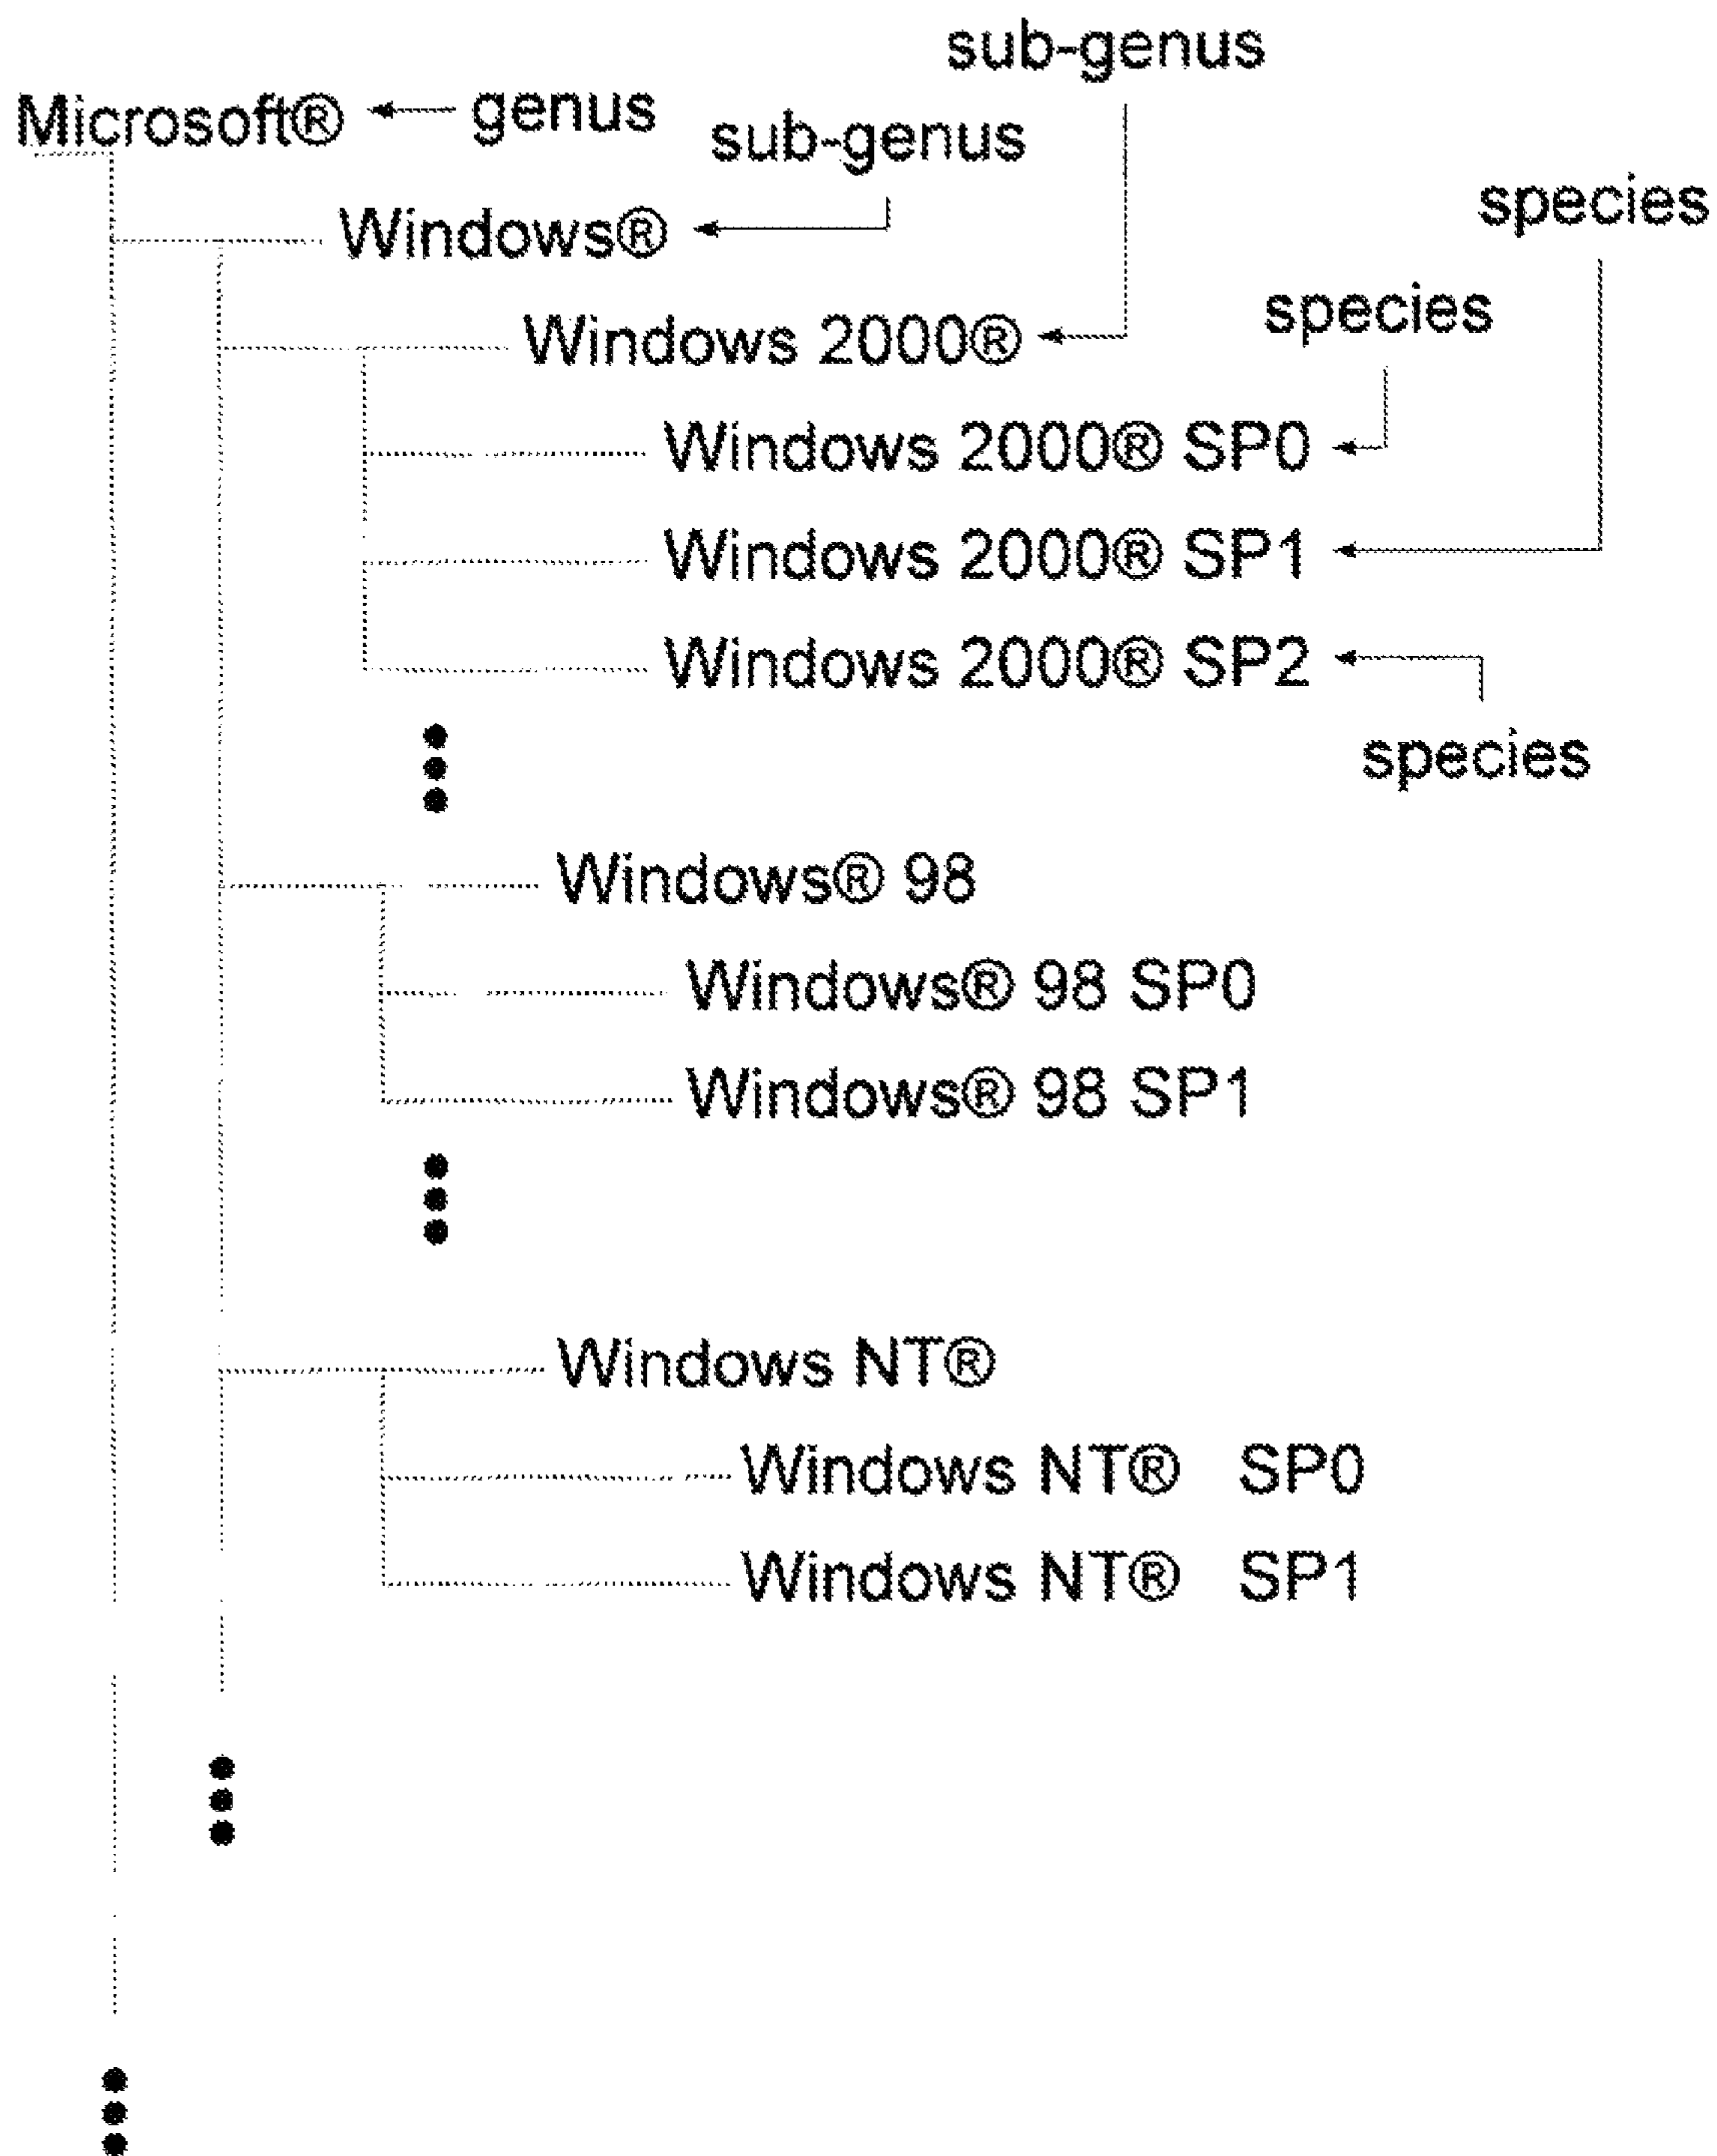 sub-genus
Microsoft® genus
sub-genus
species
Windows®
species
Windows 2000®
Windows 2000® SP0
Windows 2000® SP1
Windows 2000® SP2
species
Windows® 98
Windows® 98 SP0
Windows® 98 SP1
Windows NT®
Windows NT® SP0
Windows NT® SP1